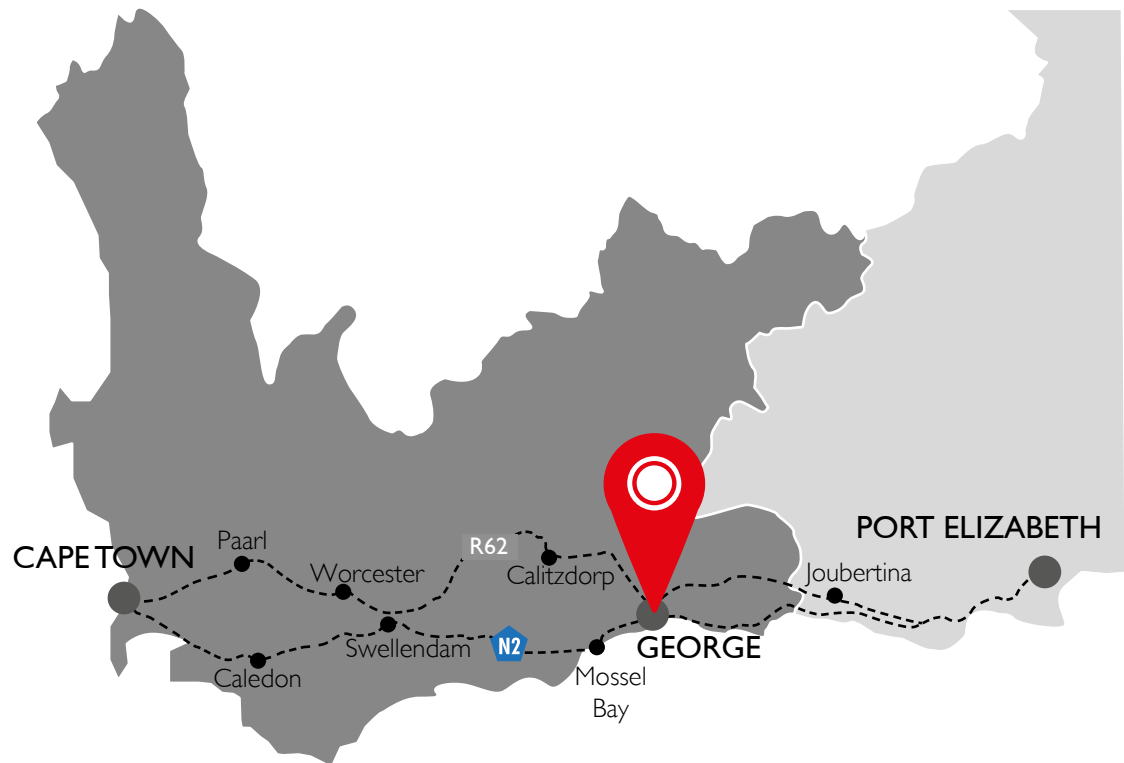 PORT ELIZABETH
Paarl
R62
CAPE TOWN
Worcester
Calitzdorp
Joubertina
Swellendam
N2
GEORGE
Caledon
Mossel
Bay